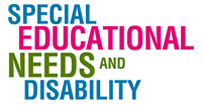 SPECIAL
EDUCATIONAL
NEEDS AND
DISABILITY